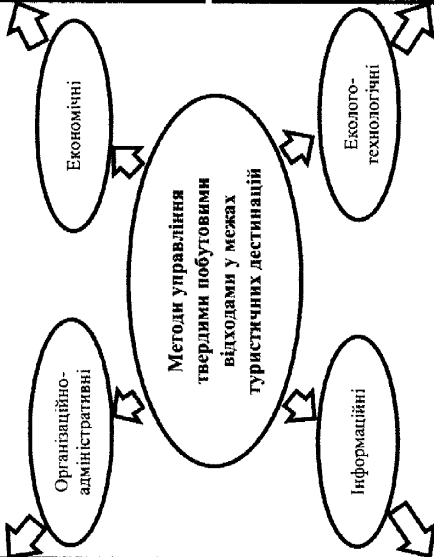 Організаційно-
адміністративні
Економічні
Методи управління
твердими побутовими
відходами у межах
туристичних дестинацій
Інформаційні
Еколого-
технологічні